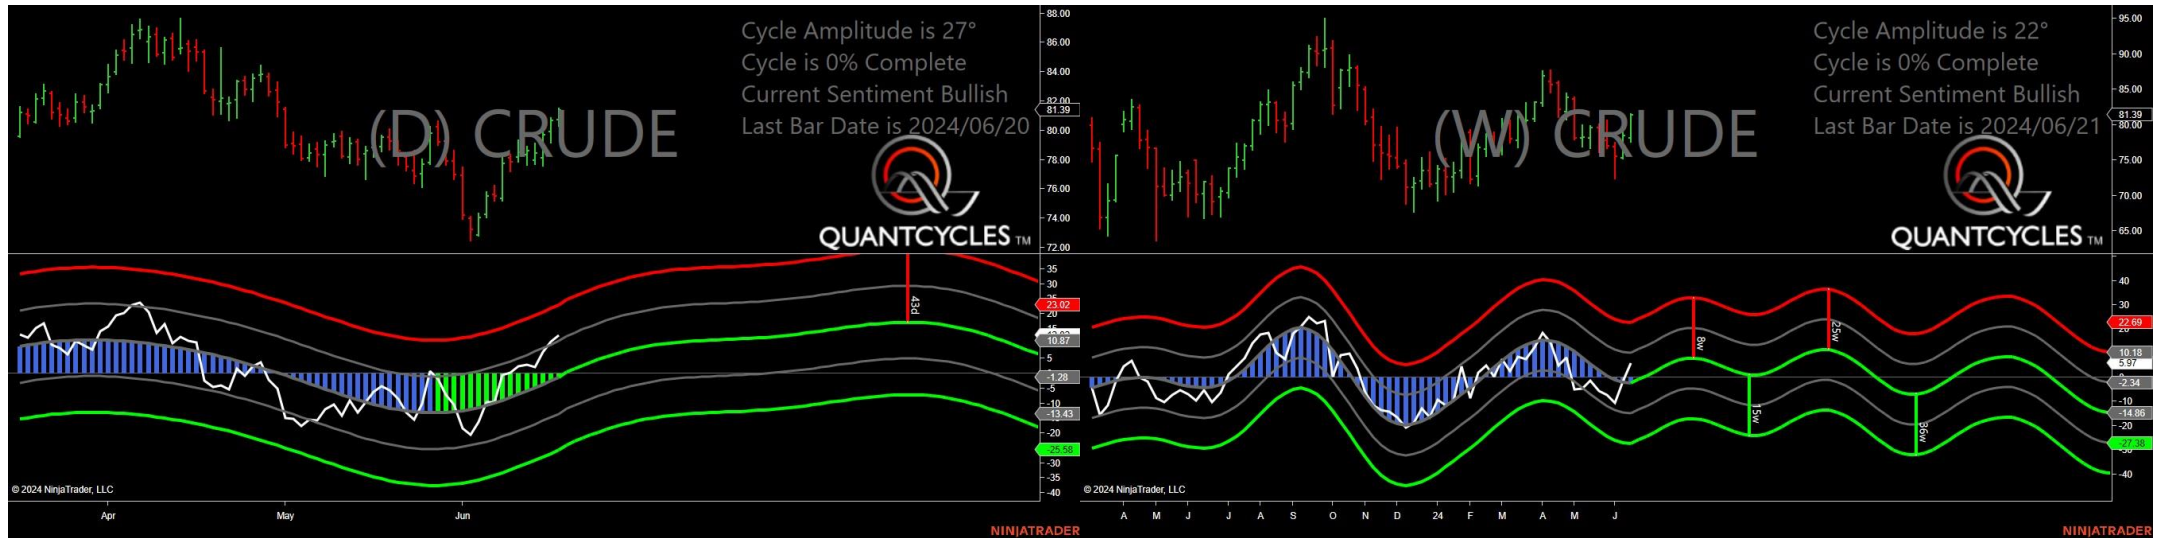 Cycle Amplitude is 27°
Cycle is 0% Complete
Current Sentiment Bullish
Last Bar Date is 2024/06/20
(D) CRUDE
QUANTCYCLES TM
88.00
86.00
84.00
82.00
81.39
80.00
78.00
76.00
74.00
72.00
43d
35
30
23.02
20
15
10.87
5
-1.28
-5
-10
-13.43
-20
-25.58
-30
-35
-40
© 2024 NinjaTrader, LLC
Apr
May
Jun
NINJATRADER
Cycle Amplitude is 22°
Cycle is 0% Complete
Current Sentiment Bullish
Last Bar Date is 2024/06/21
(W) CRUDE
QUANTCYCLES TM
95.00
90.00
85.00
81.39
80.00
75.00
70.00
65.00
8w
15w
25w
36w
40
30
22.69
10.18
5.97
-2.34
-10
-14.86
-20
-27.38
-40
© 2024 NinjaTrader, LLC
A M J J A S O N D 24 F M A M J
NINJATRADER